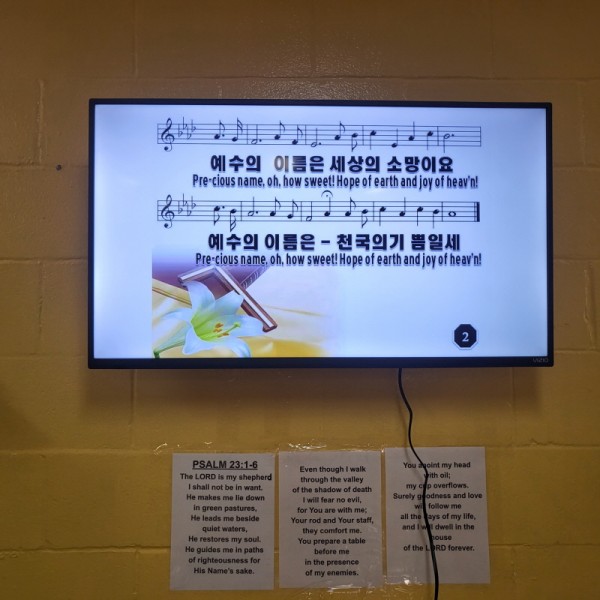 예수의 이름은 세상의 소망이요
Pre-cious name, oh, how sweet! Hope of earth and joy of heav'n!
예수의 이름은 - 천국의기 쁨일세
Pre-cious name, oh, how sweet! Hope of earth and joy of heav'n!
2
VIZIO
PSALM 23:1-6
The LORD is my shepherd
I shall not be in want.
He makes me lie down
in green pastures,
He leads me beside
quiet waters,
He restores my soul.
He guides me in paths
of righteousness for
His Name's sake.
Even though I walk
through the valley
of the shadow of death
I will fear no evil,
for You are with me;
Your rod and Your staff,
they comfort me.
You prepare a table
before me
in the presence
of my enemies.
You anoint my head
with oil;
my cup overflows.
Surely goodness and love
will follow me
all the days of my life,
and I will dwell in the
house
of the LORD forever.